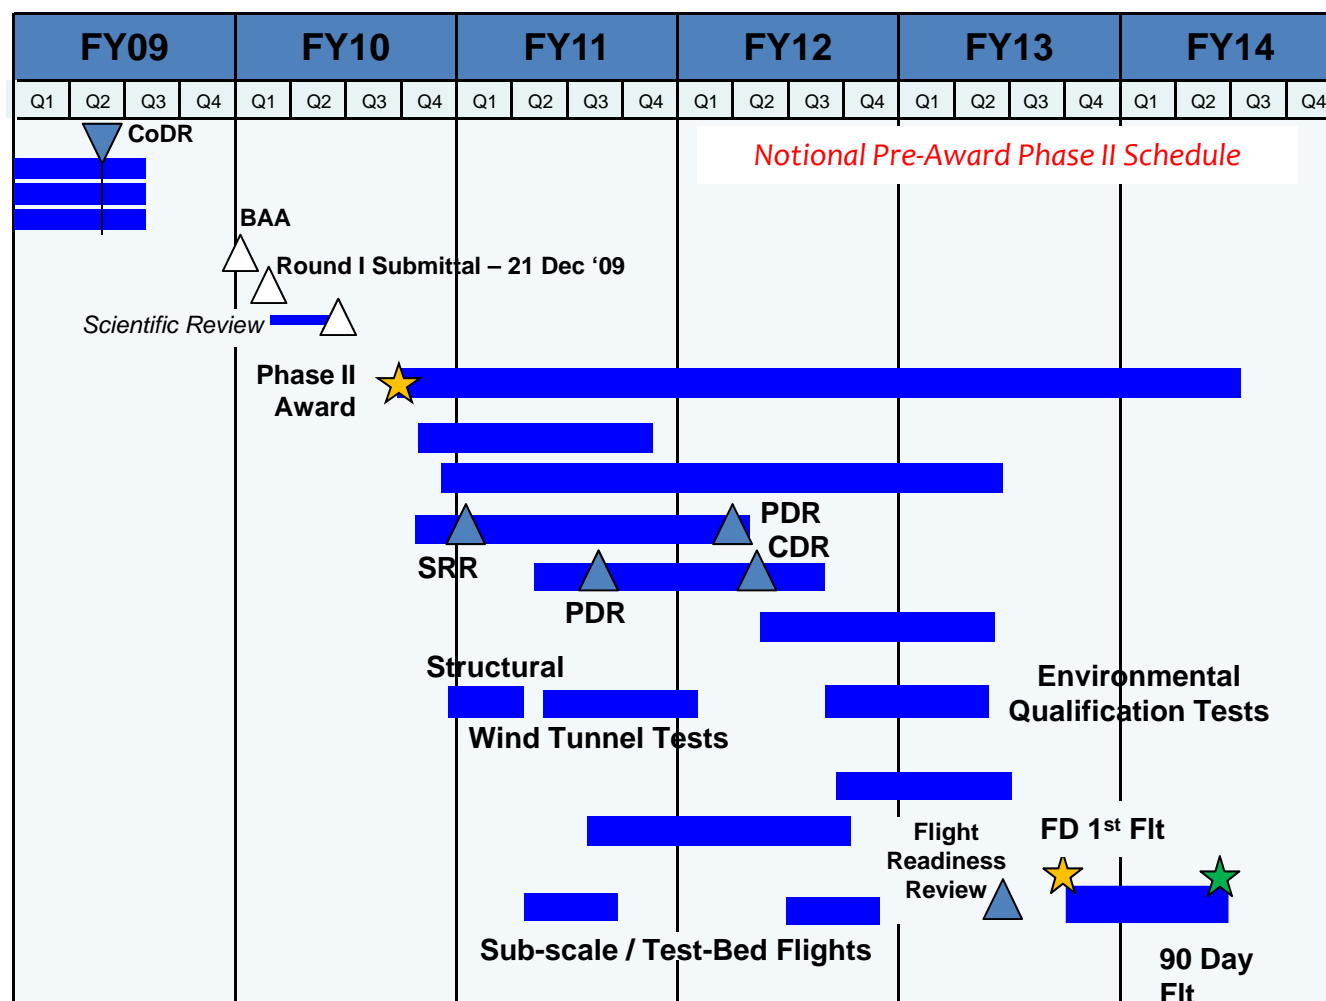 FY09 FY10 FY11 FY12 FY13 FY14
Q1 Q2 Q3 Q4 Q1 Q2 Q3 Q4 Q1 Q2 Q3 Q4 Q1 Q2 Q3 Q4 Q1 Q2 Q3 Q4 Q1 Q2 Q3 Q4
CoDR
Notional Pre-Award Phase II Schedule
BAA
Round I Submittal – 21 Dec ‘09
Scientific Review
Phase II
Award
PDR
CDR
SRR
PDR
Structural
Wind Tunnel Tests
Environmental
Qualification Tests
Flight
Readiness
Review
FD 1st Flt
Sub-scale / Test-Bed Flights
90 Day
Flt